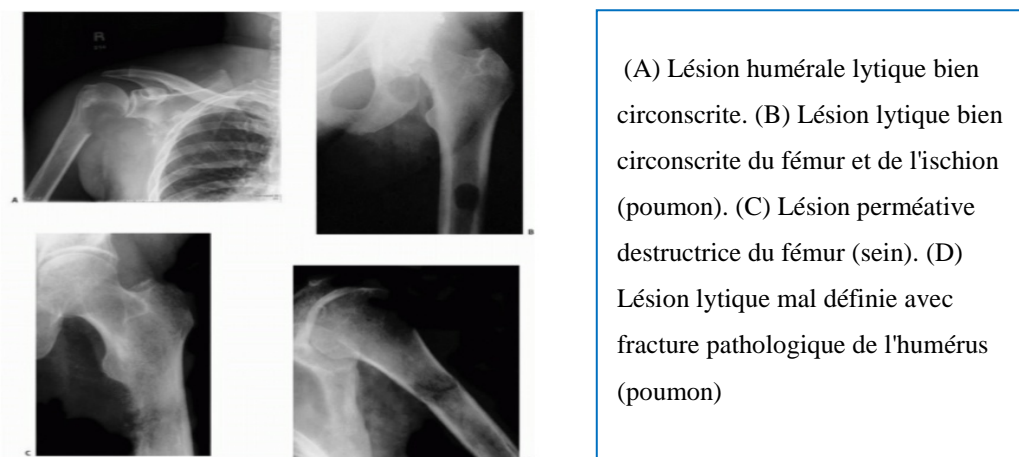 R
A
B
C
(A) Lésion humérale lytique bien
circonscrite. (B) Lésion lytique bien
circonscrite du fémur et de l'ischion
(poumon). (C) Lésion perméative
destructrice du fémur (sein). (D)
Lésion lytique mal définie avec
fracture pathologique de l'humérus
(poumon)